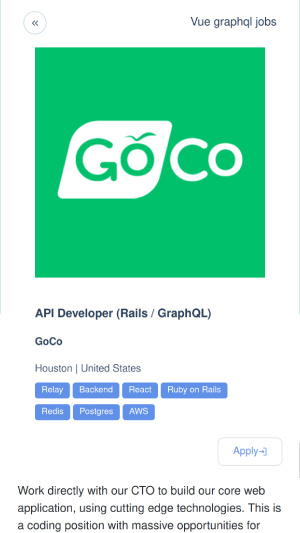 «
Vue graphql jobs
GoCo
API Developer (Rails / GraphQL)
GoCo
Houston | United States
Relay Backend React Ruby on Rails
Redis Postgres AWS
Apply
Work directly with our CTO to build our core web
application, using cutting edge technologies. This is
a coding position with massive opportunities for